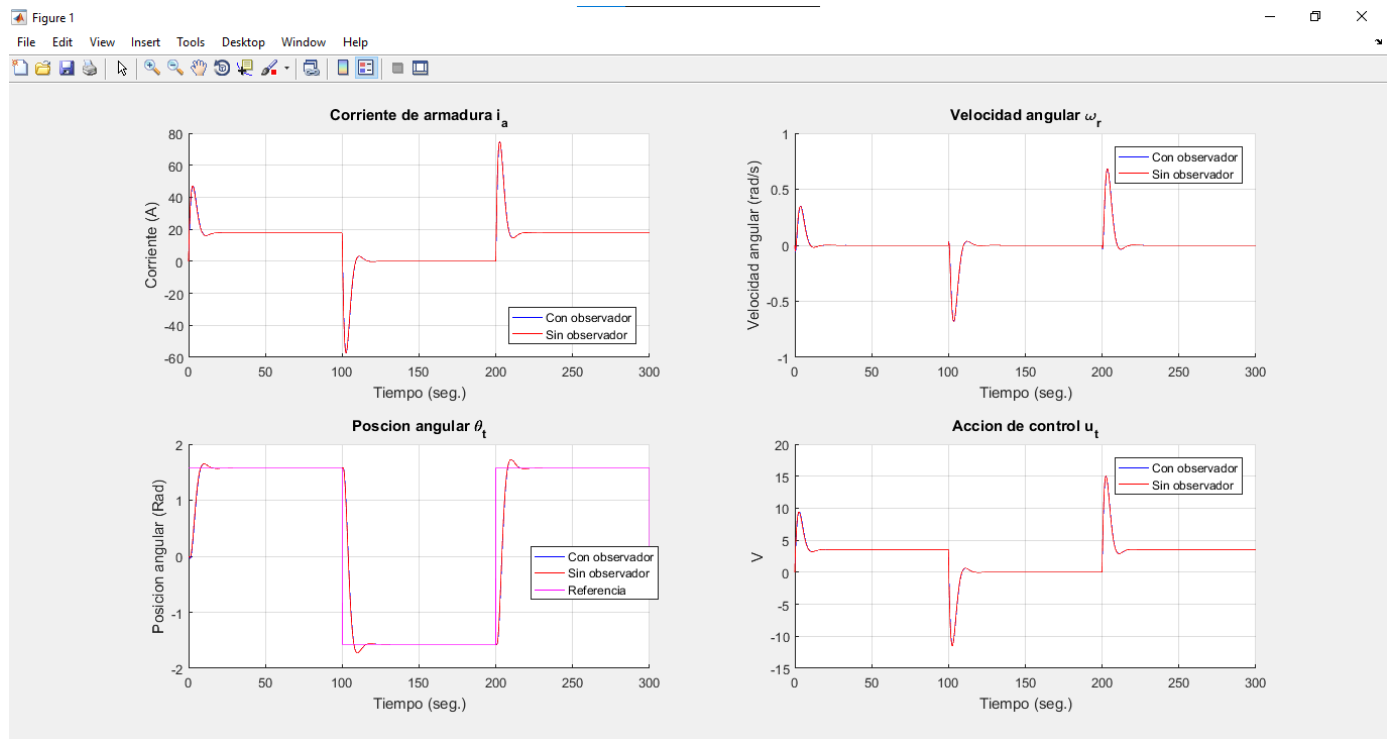 Figure 1
File Edit View Insert Tools Desktop Window Help
Corriente de armadura i_a
80
60
40
20
0
-20
-40
-60
Corriente (A)
Con observador
Sin observador
0 50 100 150 200 250 300
Tiempo (seg.)
Velocidad angular ω_r
1
0.5
0
-0.5
-1
Velocidad angular (rad/s)
Con observador
Sin observador
0 50 100 150 200 250 300
Tiempo (seg.)
Poscion angular θ_t
2
1
0
-1
-2
Posicion angular (Rad)
Con observador
Sin observador
Referencia
0 50 100 150 200 250 300
Tiempo (seg.)
Accion de control u_t
20
15
10
5
0
-5
-10
-15
V
Con observador
Sin observador
0 50 100 150 200 250 300
Tiempo (seg.)